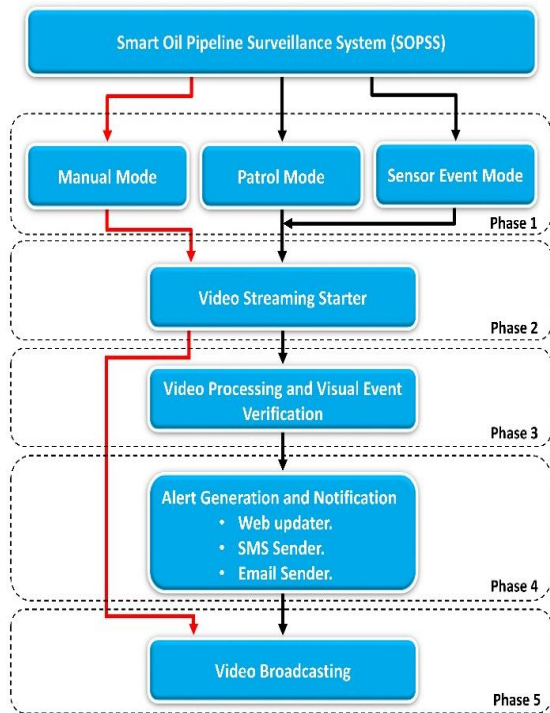 Smart Oil Pipeline Surveillance System (SOPSS)
Manual Mode
Patrol Mode
Sensor Event Mode
Phase 1
Video Streaming Starter
Phase 2
Video Processing and Visual Event
Verification
Phase 3
Alert Generation and Notification
• Web updater.
• SMS Sender.
• Email Sender.
Phase 4
Video Broadcasting
Phase 5